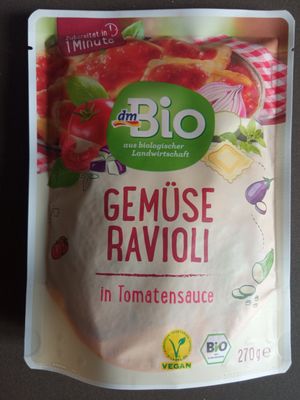 Zubereitet in
1 Minute
dm Bio
aus biologischer
Landwirtschaft
GEMÜSE
RAVIOLI
in Tomatensauce
VEGAN
BIO
270g e